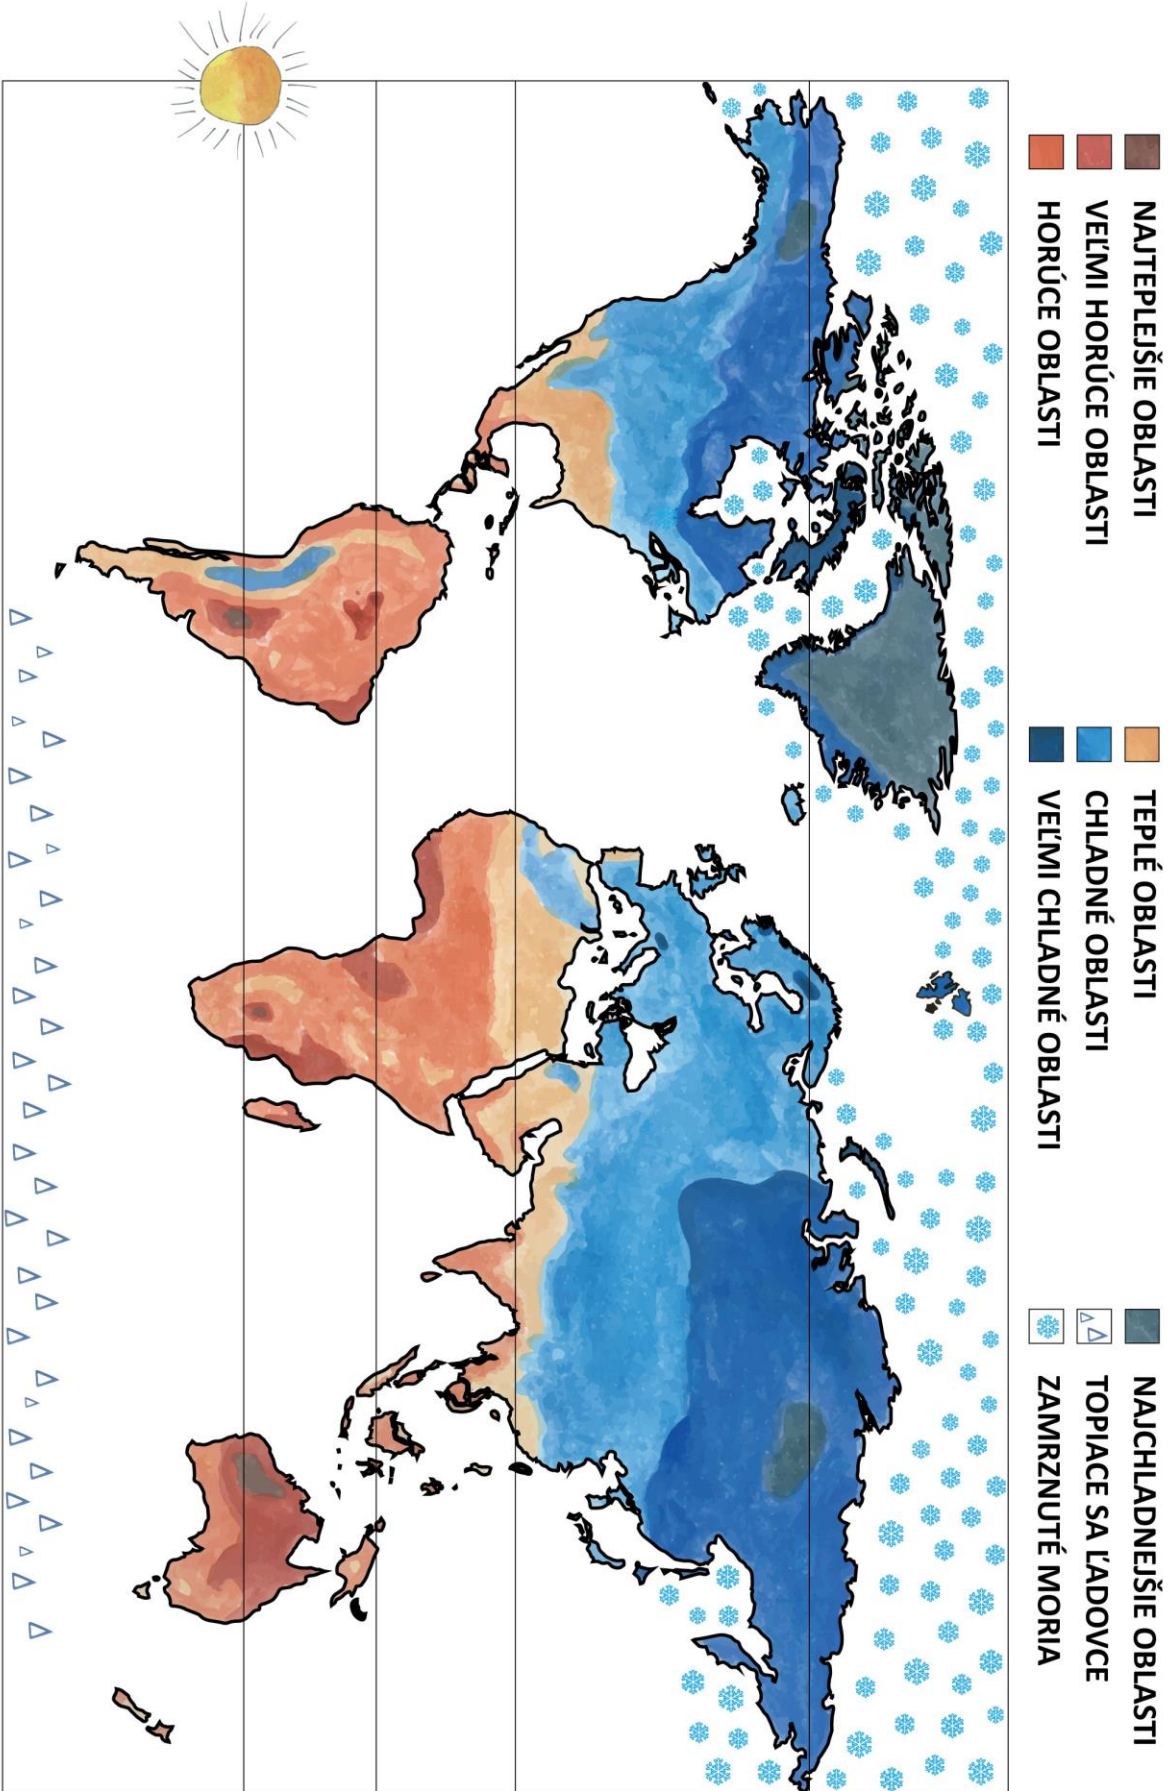 NAJTEPLEJŠIE OBLASTI
VEĽMI HORÚCE OBLASTI
HORÚCE OBLASTI
TEPLÉ OBLASTI
CHLADNÉ OBLASTI
VEĽMI CHLADNÉ OBLASTI
NAJCHLADNEJŠIE OBLASTI
TOPIACE SA ĽADOVCE
ZAMRZNUTÉ MORIA